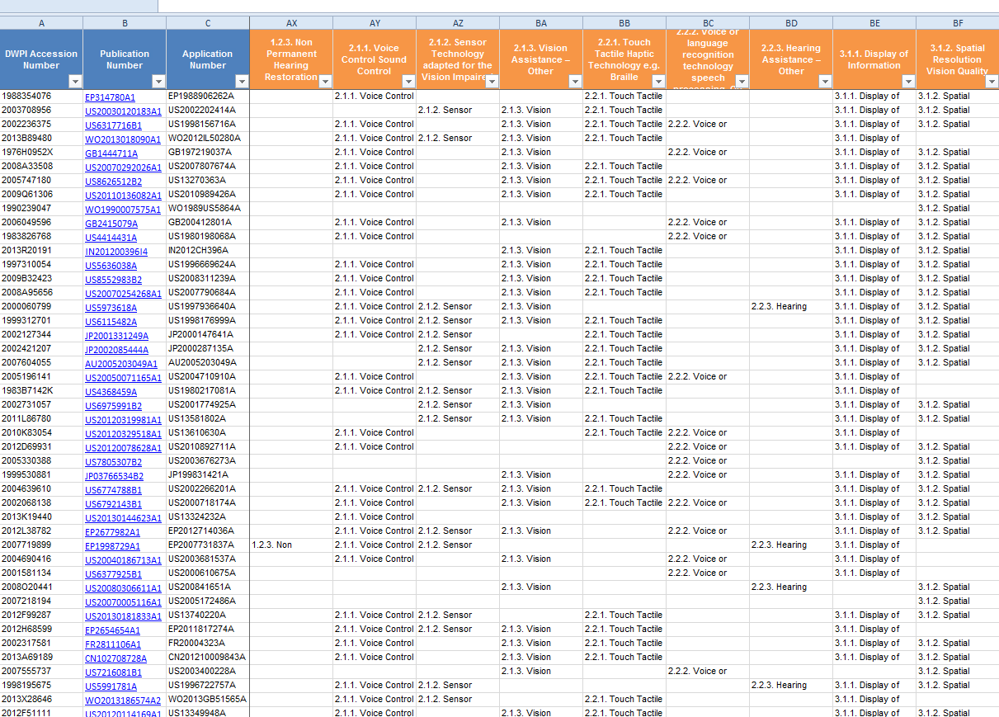 A B C AX AY AZ BA BB BC BD BE BF
DWPI Accession Number
Publication Number
Application Number
1.2.3. Non Permanent Hearing Restoration
2.1.1. Voice Control Sound Control
2.1.2. Sensor Technology adapted for the Vision Impaire
2.1.3. Vision Assistance – Other
2.2.1. Touch Tactile Haptic Technology e.g. Braille
2.2.2. Voice or language recognition technology speech
2.2.3. Hearing Assistance – Other
3.1.1. Display of Information
3.1.2. Spatial Resolution Vision Quality
1988354076 EP314780A1 EP1988906262A 2.1.1. Voice Control 2.2.1. Touch Tactile 3.1.1. Display of 3.1.2. Spatial
2003708956 US20030120183A1 US2002202414A 2.1.2. Sensor 2.1.3. Vision 2.2.1. Touch Tactile 3.1.1. Display of 3.1.2. Spatial
2002236375 US6317716B1 US1998156716A 2.1.1. Voice Control 2.1.3. Vision 2.2.1. Touch Tactile 2.2.2. Voice or 3.1.1. Display of 3.1.2. Spatial
2013B89480 WO2013018090A1 WO2012IL50280A 2.1.1. Voice Control 2.1.2. Sensor 2.1.3. Vision 2.2.1. Touch Tactile 3.1.1. Display of
1976H0952X GB1444711A GB197219037A 2.1.1. Voice Control 2.1.3. Vision 2.2.2. Voice or 3.1.1. Display of 3.1.2. Spatial
2008A33508 US20070292026A1 US2007807674A 2.1.1. Voice Control 2.1.3. Vision 2.2.1. Touch Tactile 3.1.1. Display of 3.1.2. Spatial
2005747180 US8626512B2 US13270363A 2.1.1. Voice Control 2.1.3. Vision 2.2.1. Touch Tactile 2.2.2. Voice or 3.1.1. Display of 3.1.2. Spatial
2009Q61306 US20110136082A1 US2010989426A 2.1.1. Voice Control 2.1.3. Vision 2.2.1. Touch Tactile 3.1.1. Display of 3.1.2. Spatial
1990239047 WO1990007575A1 WO1989US5864A 3.1.2. Spatial
2006049596 GB2415079A GB200412801A 2.1.1. Voice Control 2.1.3. Vision 2.2.2. Voice or 3.1.1. Display of 3.1.2. Spatial
1983826768 US4414431A US1980198068A 2.1.1. Voice Control 2.2.2. Voice or 3.1.1. Display of 3.1.2. Spatial
2013R20191 IN201200396I4 IN2012CH396A 2.1.3. Vision 2.2.1. Touch Tactile 3.1.1. Display of 3.1.2. Spatial
1997310054 US5636038A US1996669624A 2.1.1. Voice Control 2.1.3. Vision 2.2.1. Touch Tactile 3.1.1. Display of 3.1.2. Spatial
2009B32423 US8552983B2 US2008311239A 2.1.1. Voice Control 2.1.3. Vision 2.2.1. Touch Tactile 3.1.1. Display of 3.1.2. Spatial
2008A95656 US20070254268A1 US2007790684A 2.1.1. Voice Control 2.1.3. Vision 2.2.1. Touch Tactile 3.1.1. Display of 3.1.2. Spatial
2000060799 US5973618A US1997936640A 2.1.1. Voice Control 2.1.2. Sensor 2.1.3. Vision 2.2.3. Hearing 3.1.1. Display of 3.1.2. Spatial
1999312701 US6115482A US1998176999A 2.1.1. Voice Control 2.1.2. Sensor 2.1.3. Vision 2.2.1. Touch Tactile 3.1.1. Display of 3.1.2. Spatial
2002127344 JP2001331249A JP2000147641A 2.1.1. Voice Control 2.1.2. Sensor 2.2.1. Touch Tactile 3.1.1. Display of 3.1.2. Spatial
2002421207 JP2002085444A JP2000287135A 2.1.2. Sensor 2.1.3. Vision 2.2.1. Touch Tactile 3.1.1. Display of 3.1.2. Spatial
2007604055 AU2005203049A1 AU2005203049A 2.1.2. Sensor 2.1.3. Vision 2.2.1. Touch Tactile 3.1.1. Display of 3.1.2. Spatial
2005196141 US20050071165A1 US2004710910A 2.1.1. Voice Control 2.1.3. Vision 2.2.1. Touch Tactile 2.2.2. Voice or 3.1.1. Display of
1983B7142K US4368459A US1980217081A 2.1.1. Voice Control 2.1.2. Sensor 2.1.3. Vision 2.2.1. Touch Tactile 3.1.1. Display of
2002731057 US6975991B2 US2001774925A 2.1.2. Sensor 2.1.3. Vision 3.1.1. Display of 3.1.2. Spatial
2011L86780 US20120319981A1 US13581802A 2.1.2. Sensor 2.1.3. Vision 2.2.1. Touch Tactile 3.1.1. Display of 3.1.2. Spatial
2010K83054 US20120329518A1 US13610630A 2.1.1. Voice Control 2.2.1. Touch Tactile 2.2.2. Voice or 3.1.1. Display of
2012D69931 US20120078628A1 US2010892711A 2.1.1. Voice Control 2.2.2. Voice or 3.1.1. Display of 3.1.2. Spatial
2005330388 US7805307B2 US2003676273A 2.2.2. Voice or 3.1.2. Spatial
1999530881 JP03766534B2 JP199831421A 2.1.3. Vision 2.2.2. Voice or 3.1.1. Display of 3.1.2. Spatial
2004639610 US6774788B1 US2002266201A 2.1.1. Voice Control 2.1.2. Sensor 2.1.3. Vision 2.2.1. Touch Tactile 3.1.1. Display of 3.1.2. Spatial
2002068138 US6792143B1 US2000718174A 2.1.1. Voice Control 2.1.3. Vision 2.2.1. Touch Tactile 2.2.2. Voice or 3.1.1. Display of 3.1.2. Spatial
2013K19440 US20130144623A1 US13324232A 2.1.1. Voice Control 3.1.1. Display of 3.1.2. Spatial
2012L38782 EP2677982A1 EP2012714036A 2.1.1. Voice Control 2.1.2. Sensor 2.1.3. Vision 2.2.2. Voice or 3.1.1. Display of 3.1.2. Spatial
2007719899 EP1998729A1 EP2007731837A 1.2.3. Non 2.1.1. Voice Control 2.1.2. Sensor 2.2.3. Hearing 3.1.1. Display of
2004690416 US20040186713A1 US2003681537A 2.1.1. Voice Control 2.1.3. Vision 2.2.2. Voice or 3.1.1. Display of 3.1.2. Spatial
2001581134 US6377925B1 US2000610675A 2.2.2. Voice or 3.1.1. Display of
2008O20441 US20080306611A1 US200841651A 2.1.3. Vision 2.2.3. Hearing 3.1.2. Spatial
2007218194 US20070005116A1 US2005172486A 3.1.2. Spatial
2012F99287 US20130181833A1 US13740220A 2.1.1. Voice Control 2.1.2. Sensor 2.2.1. Touch Tactile 3.1.1. Display of 3.1.2. Spatial
2012H68599 EP2654654A1 EP2011817274A 2.1.1. Voice Control 2.1.2. Sensor 2.1.3. Vision 2.2.1. Touch Tactile 3.1.1. Display of
2002317581 FR2811106A1 FR20004323A 2.1.1. Voice Control 2.1.3. Vision 2.2.1. Touch Tactile 3.1.1. Display of 3.1.2. Spatial
2013A69189 CN102708728A CN201210009843A 2.1.1. Voice Control 2.1.3. Vision 2.2.1. Touch Tactile 3.1.1. Display of 3.1.2. Spatial
2007555737 US7216081B1 US2003400228A 2.1.3. Vision 2.2.2. Voice or 3.1.2. Spatial
1998195675 US5991781A US1996722757A 2.1.1. Voice Control 2.1.2. Sensor 2.2.3. Hearing 3.1.1. Display of 3.1.2. Spatial
2013X28646 WO2013186574A2 WO2013GB51565A 2.1.1. Voice Control 2.1.2. Sensor 2.2.1. Touch Tactile 3.1.1. Display of
2012F51111 US20120114169A1 US13349948A 2.1.1. Voice Control 2.1.3. Vision 2.2.1. Touch Tactile 3.1.1. Display of 3.1.2. Spatial